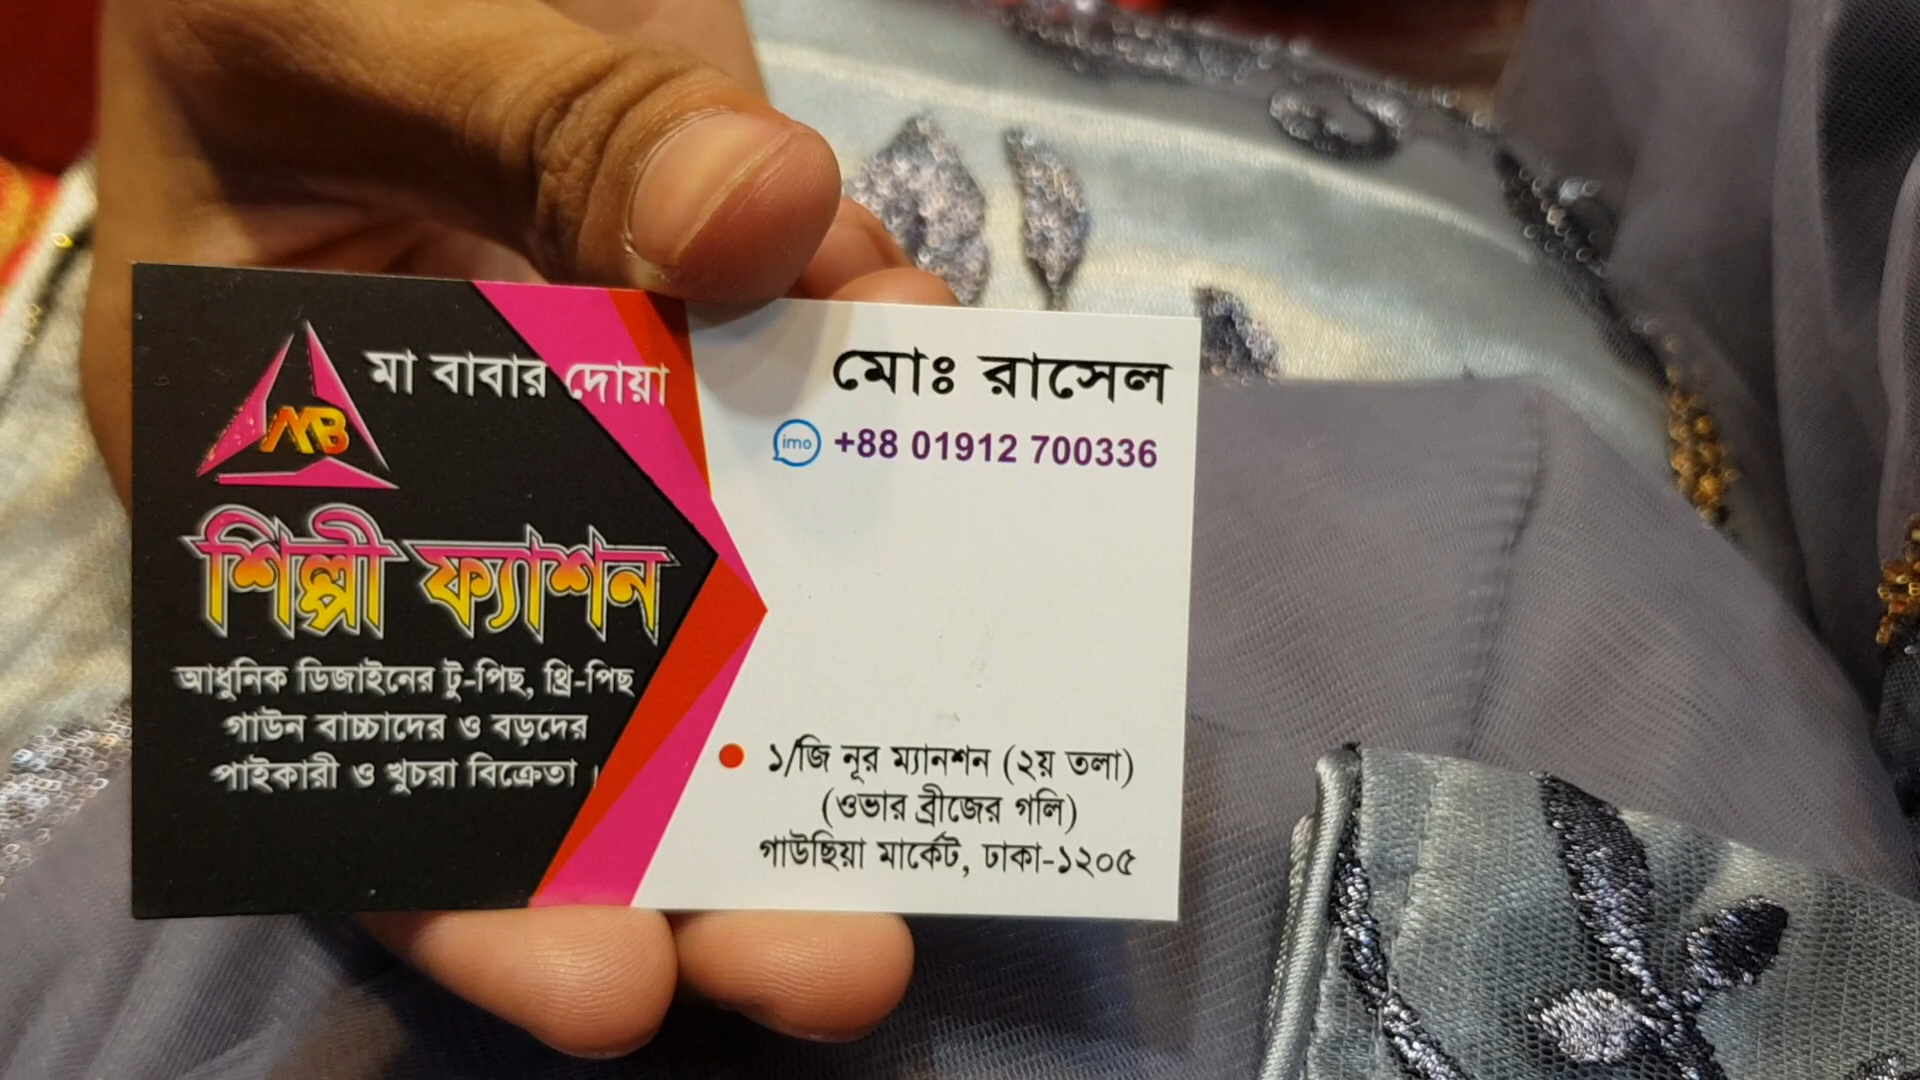 মা বাবার দোয়া
MB
শিল্পী ফ্যাশন
আধুনিক ডিজাইনের টু-পিছ, থ্রি-পিছ
গাউন বাচ্চাদের ও বড়দের
পাইকারী ও খুচরা বিক্রেতা।
মোঃ রাসেল
imo +88 01912 700336
১/জি নূর ম্যানশন (২য় তলা)
(ওভার ব্রীজের গলি)
গাউছিয়া মার্কেট, ঢাকা-১২০৫